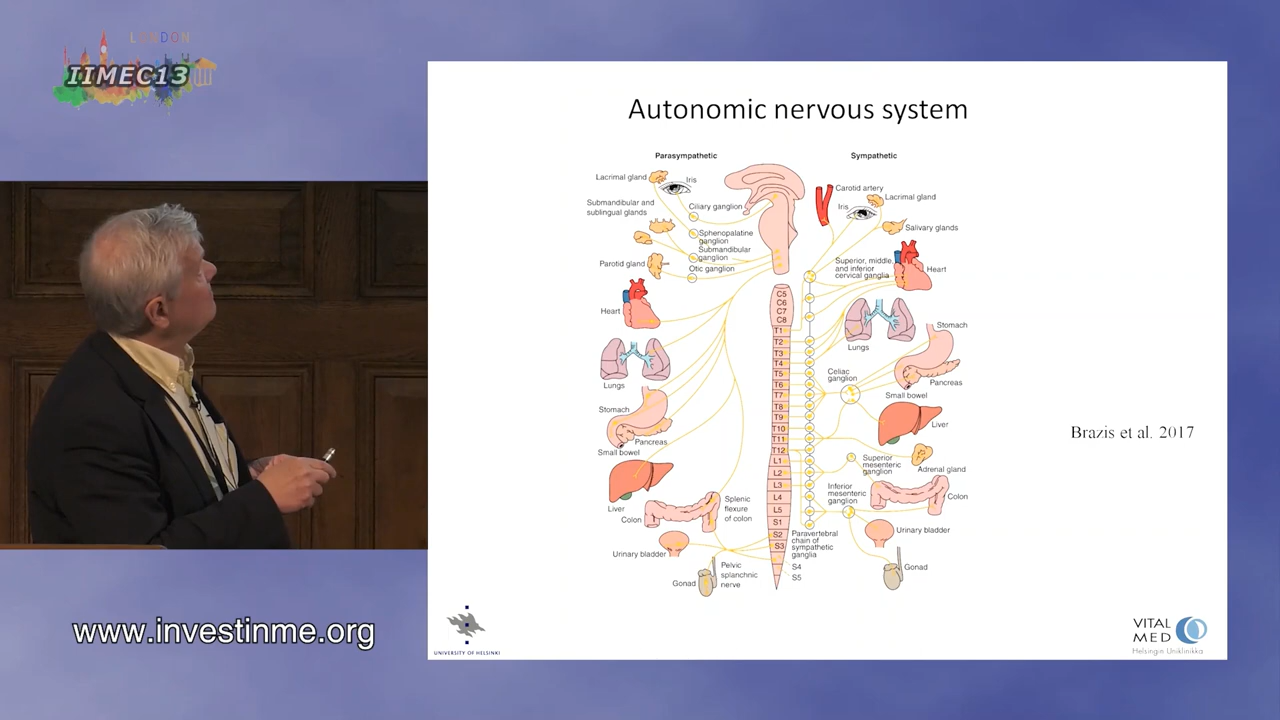 LONDON
IIMEC13
www.investinme.org
Autonomic nervous system
Parasympathetic
Lacrimal gland
Iris
Submandibular and
sublingual glands
Ciliary ganglion
Sphenopalatine
ganglion
Submandibular
ganglion
Parotid gland
Otic ganglion
Heart
Lungs
Stomach
Pancreas
Small bowel
Liver
Colon
Splenic
flexure
of colon
Urinary bladder
Gonad
Pelvic
splanchnic
nerve
C5
C6
C7
C8
T1
T2
T3
T4
T5
T6
T7
T8
T9
T10
T11
T12
L1
L2
L3
L4
L5
S1
S2
S3
S4
S5
Sympathetic
Carotid artery
Lacrimal gland
Iris
Salivary glands
Superior, middle,
and inferior
cervical ganglia
Heart
Lungs
Stomach
Celiac
ganglion
Pancreas
Small bowel
Liver
Superior
mesenteric
ganglion
Adrenal gland
Inferior
mesenteric
ganglion
Colon
Paravertebral
chain of
sympathetic
ganglia
Urinary bladder
Gonad
Brazis et al. 2017
UNIVERSITY OF HELSINKI
VITAL
MED
Helsingin Uniklinikka